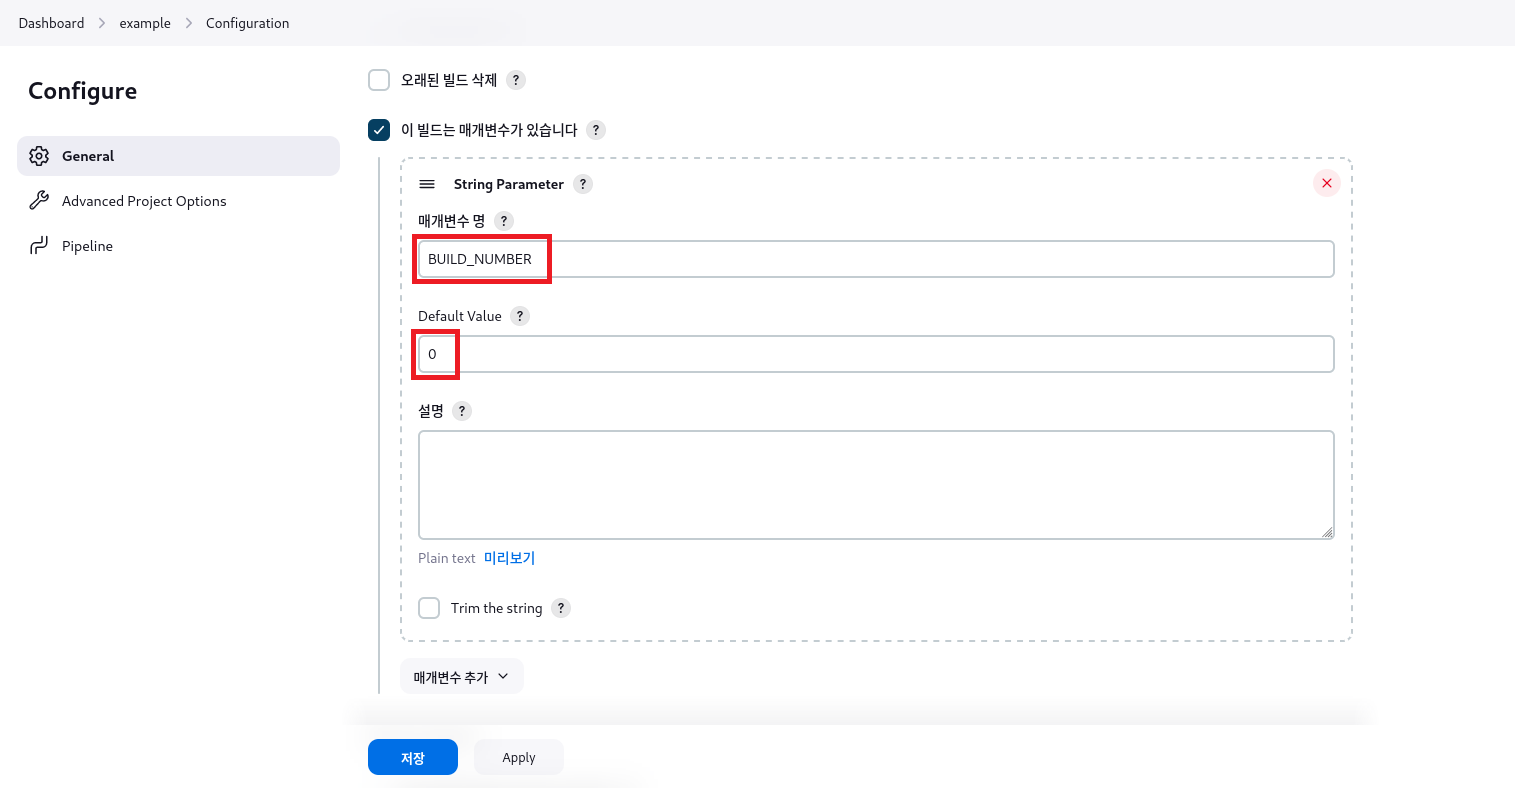 Dashboard > example > Configuration
Configure
General
Advanced Project Options
Pipeline
오래된 빌드 삭제 ?
이 빌드는 매개변수가 있습니다 ?
String Parameter ?
매개변수 명 ?
BUILD_NUMBER
Default Value ?
0
설명 ?
Plain text 미리보기
Trim the string ?
매개변수 추가
저장 Apply